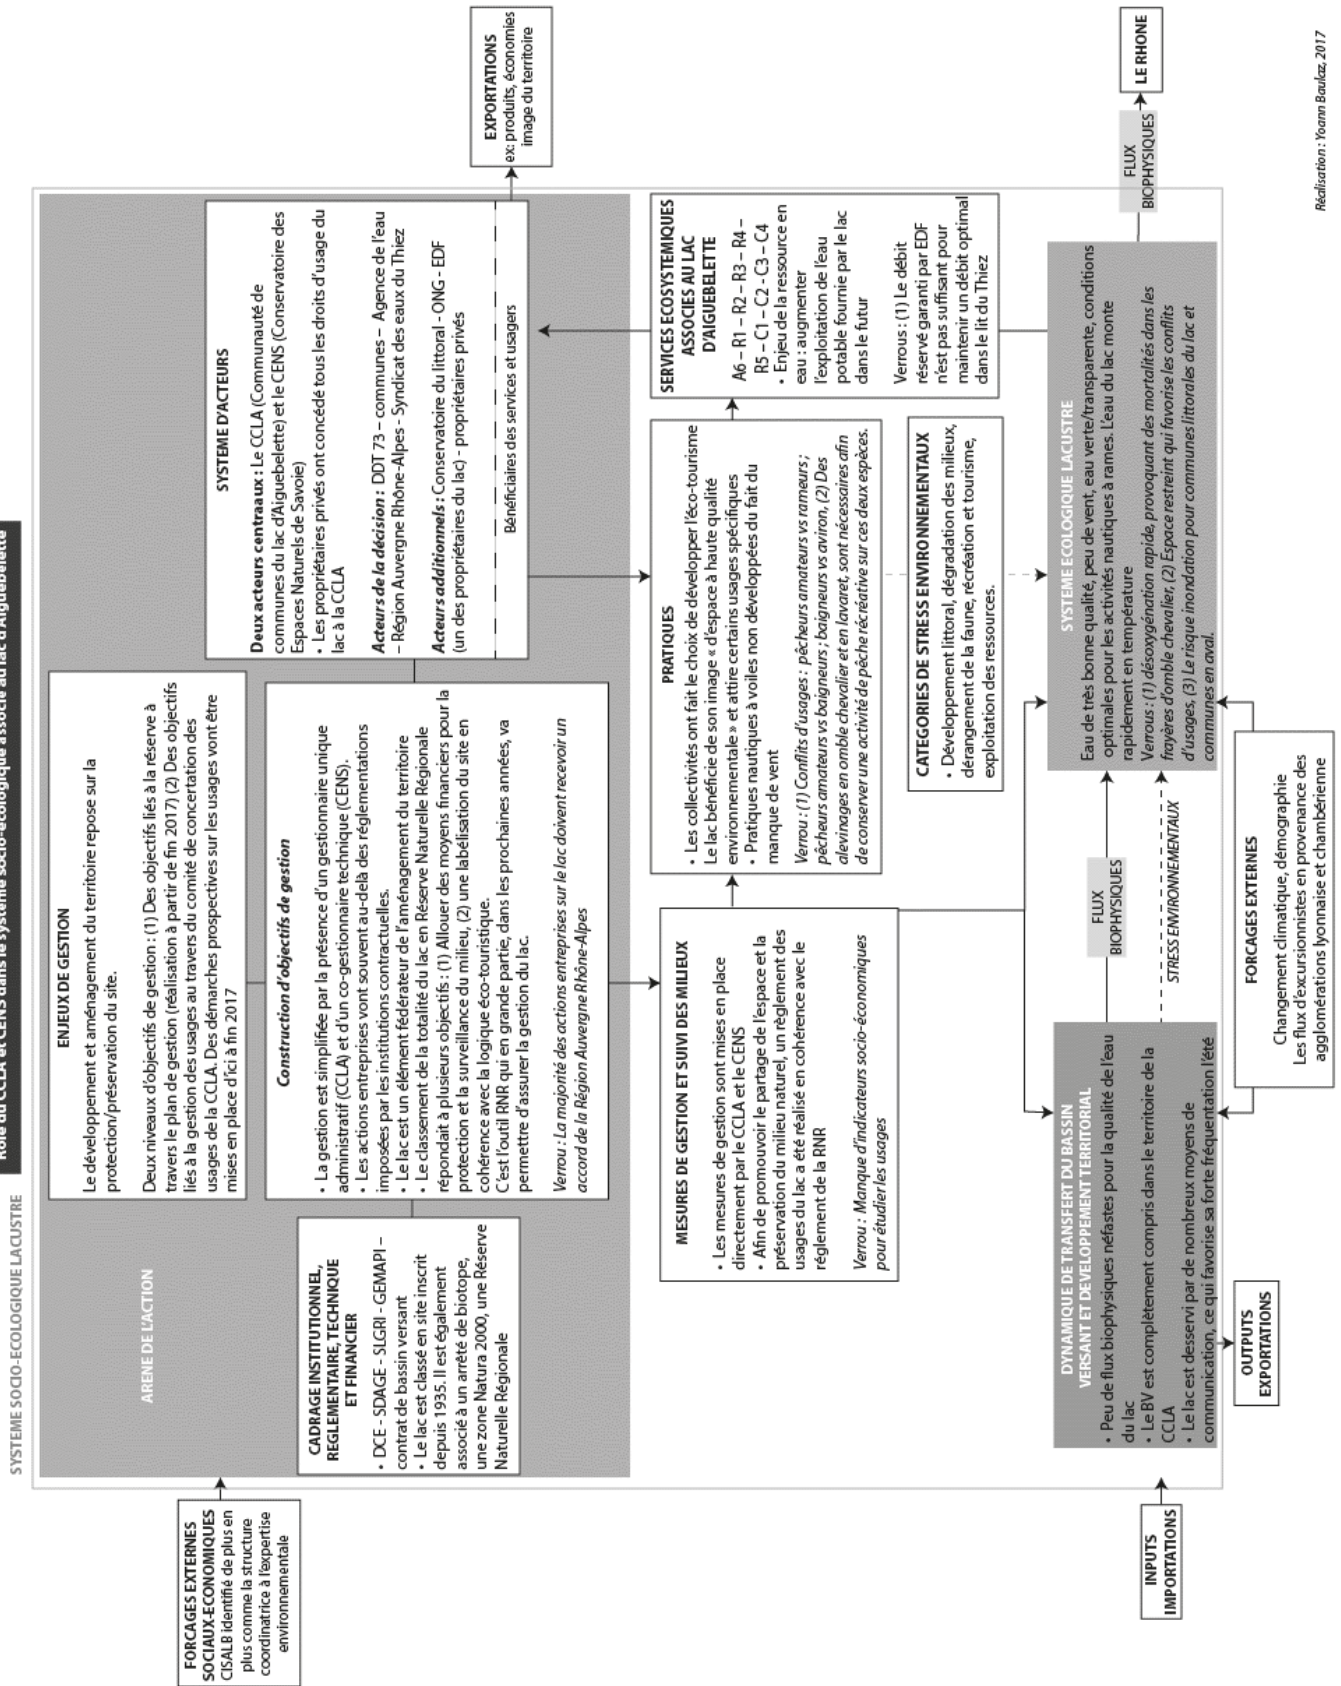 Rôle du CCLA et CENS dans le système socio-écologique associé au lac d'Aiguebelette
SYSTEME SOCIO-ECOLOGIQUE LACUSTRE
ARENE DE L'ACTION
FORCAGES EXTERNES
SOCIAUX-ECONOMIQUES
CISALB identifié de plus en
plus comme la structure
coordinatrice à l'expertise
environnementale
ENJEUX DE GESTION
Le développement et aménagement du territoire repose sur la
protection/préservation du site.
Deux niveaux d'objectifs de gestion : (1) Des objectifs liés à la réserve à
travers le plan de gestion (réalisation à partir de fin 2017) (2) Des objectifs
liés à la gestion des usages au travers du comité de concertation des
usages de la CCLA. Des démarches prospectives sur les usages vont être
mises en place d'ici à fin 2017
CADRAGE INSTITUTIONNEL,
REGLEMENTAIRE, TECHNIQUE
ET FINANCIER
• DCE - SDAGE - SLGRI - GEMAPI –
contrat de bassin versant
• Le lac est classé en site inscrit
depuis 1935. Il est également
associé à un arrêté de biotope,
une zone Natura 2000, une Réserve
Naturelle Régionale
Construction d'objectifs de gestion
• La gestion est simplifiée par la présence d'un gestionnaire unique
administratif (CCLA) et d'un co-gestionnaire technique (CENS).
• Les actions entreprises vont souvent au-delà des réglementations
imposées par les institutions contractuelles.
• Le lac est un élément fédérateur de l'aménagement du territoire
• Le classement de la totalité du lac en Réserve Naturelle Régionale
répondait à plusieurs objectifs : (1) Allouer des moyens financiers pour la
protection et la surveillance du milieu, (2) une labélisation du site en
cohérence avec la logique éco-touristique.
C'est l'outil RNR qui en grande partie, dans les prochaines années, va
permettre d'assurer la gestion du lac.
Verrou : La majorité des actions entreprises sur le lac doivent recevoir un
accord de la Région Auvergne Rhône-Alpes
SYSTEME D'ACTEURS
Deux acteurs centraux : Le CCLA (Communauté de
communes du lac d'Aiguebelette) et le CENS (Conservatoire des
Espaces Naturels de Savoie)
• Les propriétaires privés ont concédé tous les droits d'usage du
lac à la CCLA
Acteurs de la décision : DDT 73 – communes – Agence de l'eau
– Région Auvergne Rhône-Alpes - Syndicat des eaux du Thiez
Acteurs additionnels : Conservatoire du littoral - ONG - EDF
(un des propriétaires du lac) - propriétaires privés
Bénéficiaires des services et usagers
EXPORTATIONS
ex: produits, économies
image du territoire
MESURES DE GESTION ET SUIVI DES MILIEUX
• Les mesures de gestion sont mises en place
directement par le CCLA et le CENS
• Afin de promouvoir le partage de l'espace et la
préservation du milieu naturel, un règlement des
usages du lac a été réalisé en cohérence avec le
réglement de la RNR
Verrou : Manque d'indicateurs socio-économiques
pour étudier les usages
PRATIQUES
• Les collectivités ont fait le choix de développer l'éco-tourisme
Le lac bénéficie de son image « d'espace à haute qualité
environnementale » et attire certains usages spécifiques
• Pratiques nautiques à voiles non développées du fait du
manque de vent
Verrou : (1) Conflits d'usages : pêcheurs amateurs vs rameurs ;
pêcheurs amateurs vs baigneurs ; baigneurs vs aviron, (2) Des
alevinages en omble chevalier et en lavaret, sont nécessaires afin
de conserver une activité de pêche récréative sur ces deux espèces.
SERVICES ECOSYSTEMIQUES
ASSOCIES AU LAC
D'AIGUEBELETTE
A6 – R1 – R2 – R3 – R4 –
R5 – C1 – C2 – C3 – C4
• Enjeu de la ressource en
eau : augmenter
l'exploitation de l'eau
potable fournie par le lac
dans le futur
Verrous : (1) Le débit
réservé garanti par EDF
n'est pas suffisant pour
maintenir un débit optimal
dans le lit du Thiez
CATEGORIES DE STRESS ENVIRONNEMENTAUX
• Développement littoral, dégradation des milieux,
dérangement de la faune, récréation et tourisme,
exploitation des ressources.
INPUTS
IMPORTATIONS
DYNAMIQUE DE TRANSFERT DU BASSIN
VERSANT ET DEVELOPPEMENT TERRITORIAL
• Peu de flux biophysiques néfastes pour la qualité de l'eau
du lac
• Le BV est complètement compris dans le territoire de la
CCLA
• Le lac est desservi par de nombreux moyens de
communication, ce qui favorise sa forte fréquentation l'été
OUTPUTS
EXPORTATIONS
FLUX
BIOPHYSIQUES
STRESS ENVIRONNEMENTAUX
FORCAGES EXTERNES
Changement climatique, démographie
Les flux d'excursionnistes en provenance des
agglomérations lyonnaise et chambérienne
SYSTEME ECOLOGIQUE LACUSTRE
Eau de très bonne qualité, peu de vent, eau verte/transparente, conditions
optimales pour les activités nautiques à rames. L'eau du lac monte
rapidement en température
Verrous : (1) désoxygénation rapide, provoquant des mortalités dans les
frayères d'omble chevalier, (2) Espace restreint qui favorise les conflits
d'usages, (3) Le risque inondation pour communes littorales du lac et
communes en aval.
FLUX
BIOPHYSIQUES
LE RHONE
Réalisation : Yoann Baulaz, 2017